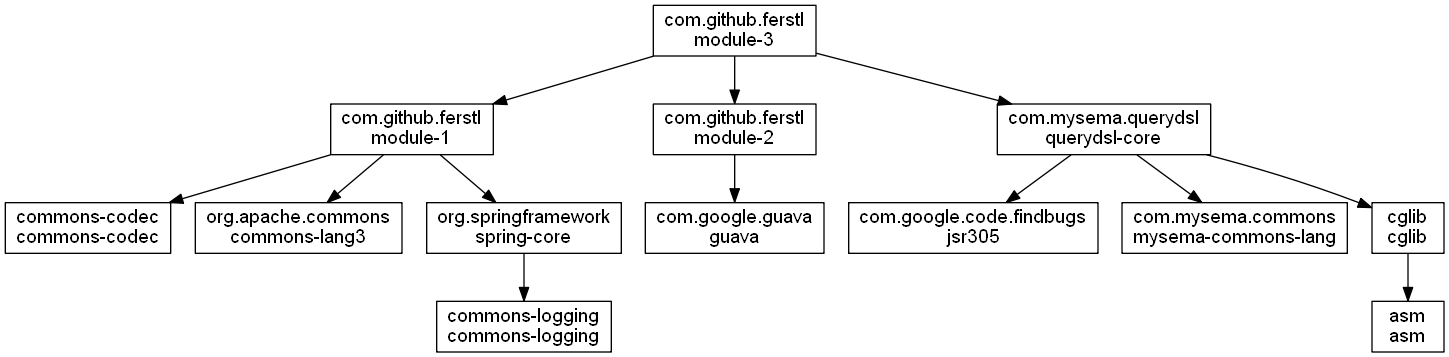 com.github.ferstl
module-3
com.github.ferstl
module-1
com.github.ferstl
module-2
com.mysema.querydsl
querydsl-core
commons-codec
commons-codec
org.apache.commons
commons-lang3
org.springframework
spring-core
com.google.guava
guava
com.google.code.findbugs
jsr305
com.mysema.commons
mysema-commons-lang
cglib
cglib
commons-logging
commons-logging
asm
asm